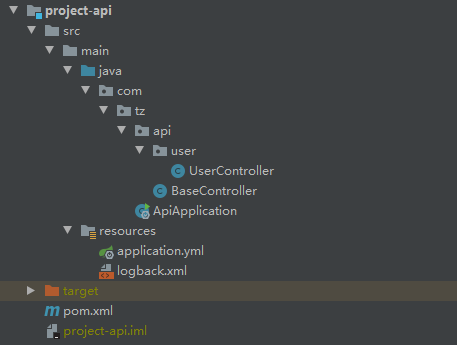 project-api
src
main
java
com
tz
api
user
UserController
BaseController
ApiApplication
resources
application.yml
logback.xml
target
pom.xml
project-api.iml